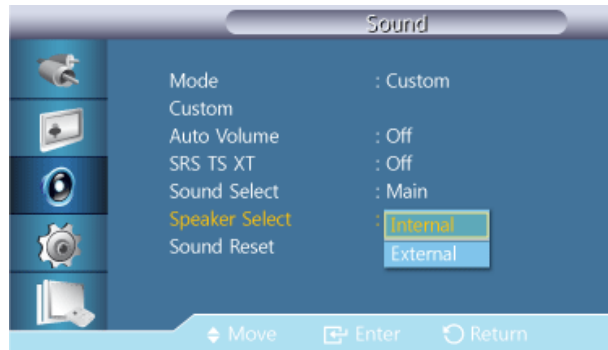 Sound
Mode : Custom
Custom
Auto Volume : Off
SRS TS XT : Off
Sound Select : Main
Speaker Select : Internal
External
Sound Reset
Move Enter Return